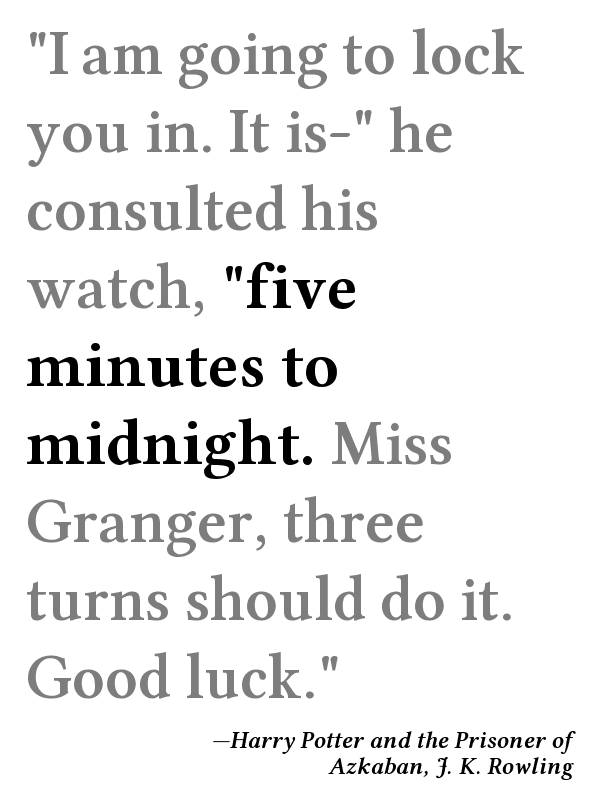 "I am going to lock
you in. It is-" he
consulted his
watch, "five
minutes to
midnight. Miss
Granger, three
turns should do it.
Good luck."
—Harry Potter and the Prisoner of
Azkaban, J. K. Rowling